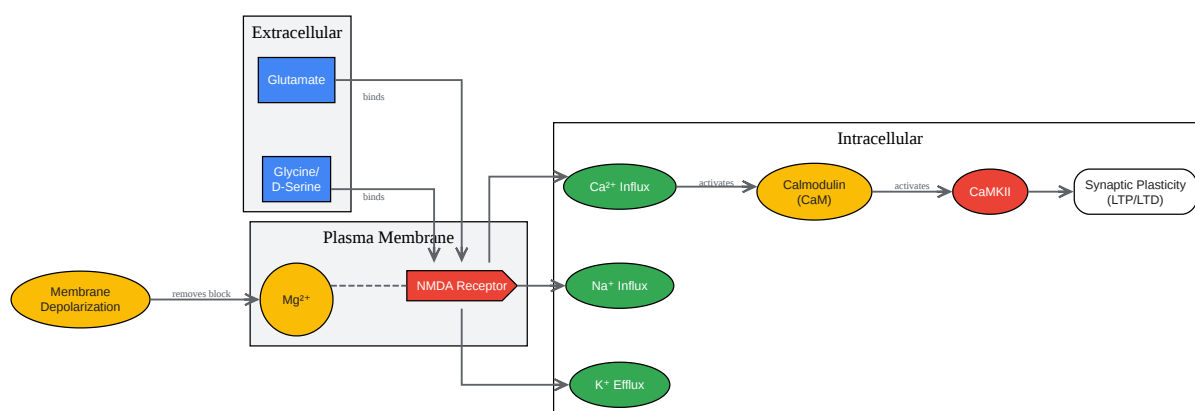 Extracellular
Glutamate
binds
Glycine/
D-Serine
binds
Plasma Membrane
Membrane
Depolarization
removes block
Mg²⁺
NMDA Receptor
Intracellular
Ca²⁺ Influx
activates
Calmodulin
(CaM)
activates
CaMKII
Synaptic Plasticity
(LTP/LTD)
Na⁺ Influx
K⁺ Efflux